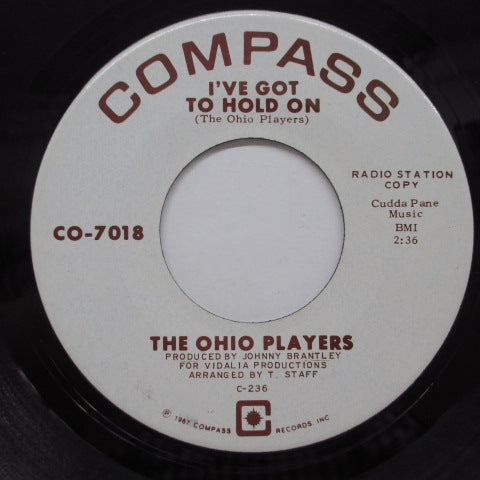 COMPASS
I'VE GOT
TO HOLD ON
(The Ohio Players)
RADIO STATION
COPY
Cudda Pane
Music
BMI
2:36
CO-7018
THE OHIO PLAYERS
PRODUCED BY JOHNNY BRANTLEY
FOR VIDALIA PRODUCTIONS
ARRANGED BY T. STAFF
C-236
℗ 1967 COMPASS RECORDS, INC